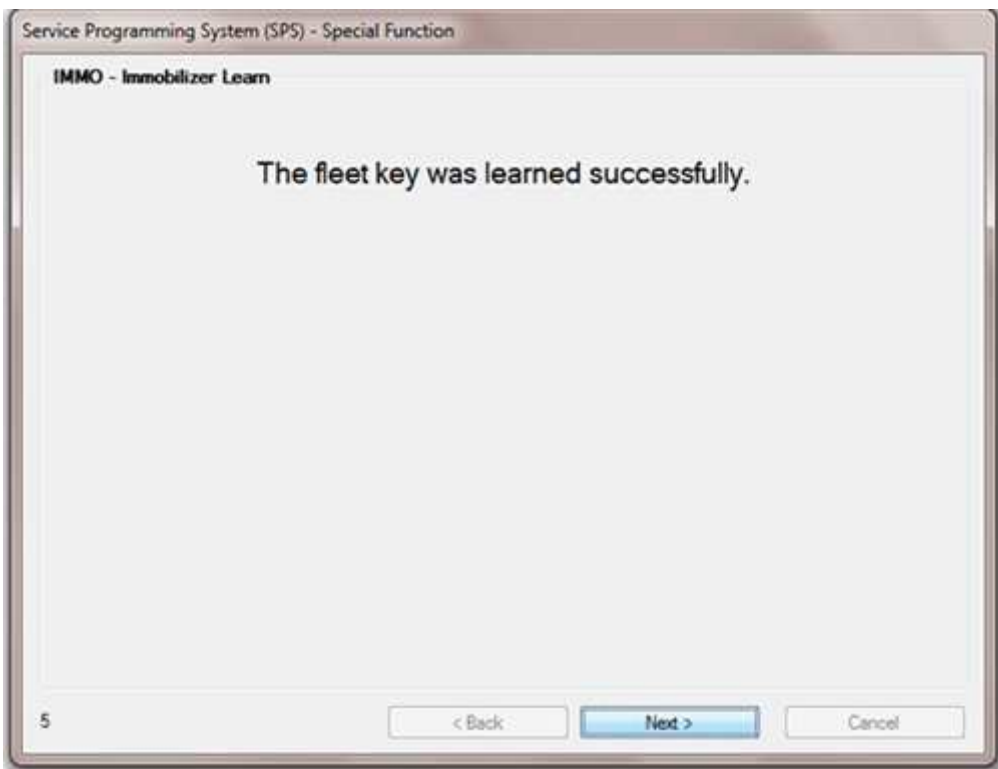 Service Programming System (SPS) - Special Function
IMMO - Immobilizer Learn
The fleet key was learned successfully.
5
< Back
Next >
Cancel